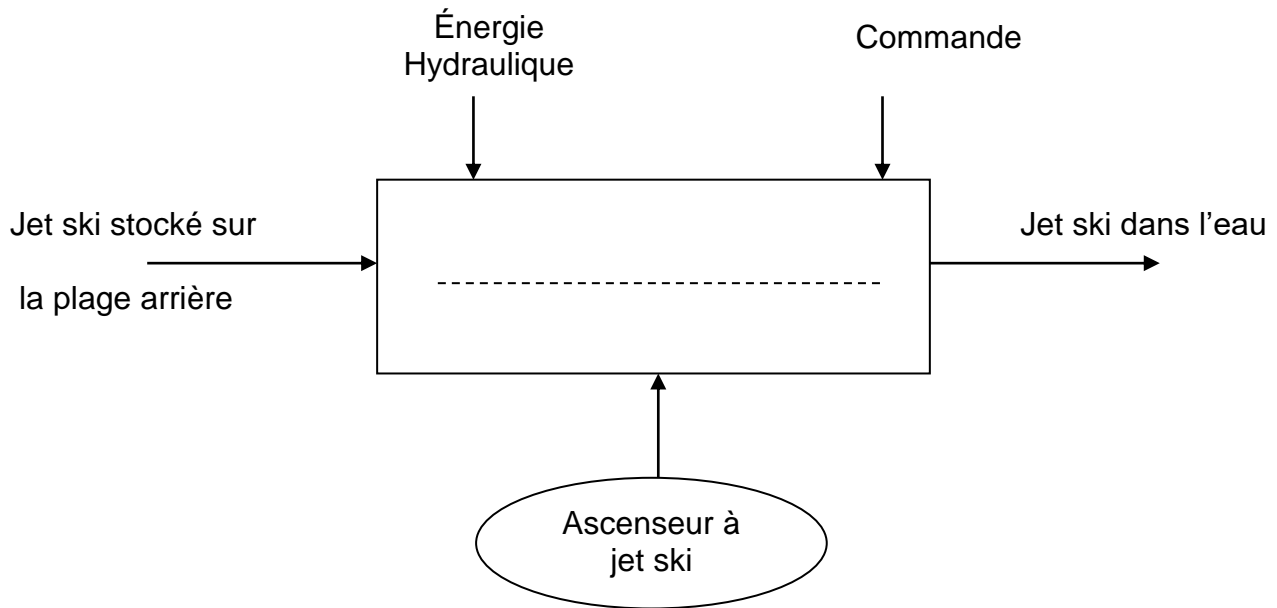 Énergie
Hydraulique
Commande
Jet ski stocké sur
la plage arrière
Jet ski dans l’eau
Ascenseur à
jet ski